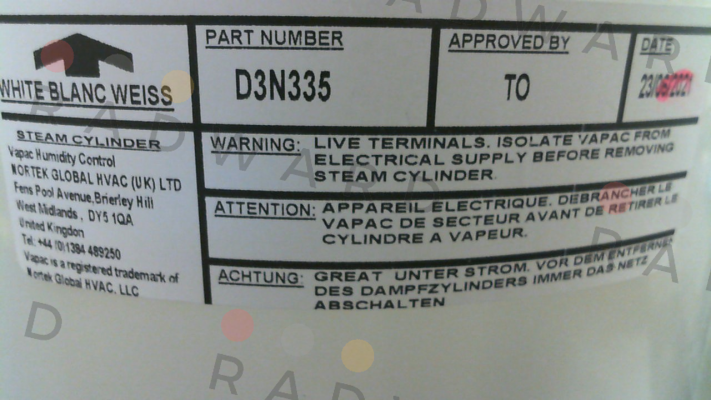 WHITE BLANC WEISS
PART NUMBER
D3N335
APPROVED BY
TO
DATE
STEAM CYLINDER
Vapac Humidity Control
NORTEK GLOBAL HVAC (UK) LTD
Fens Pool Avenue, Brierley Hill
West Midlands, DY5 1QA
United Kingdon
Tel: +44 (0)1384 489250
Vapac is a registered trademark of
Nortek Global HVAC, LLC
WARNING: LIVE TERMINALS. ISOLATE VAPAC FROM
ELECTRICAL SUPPLY BEFORE REMOVING
STEAM CYLINDER.
ATTENTION: APPAREIL ELECTRIQUE. DEBRANCHER LE
VAPAC DE SECTEUR AVANT DE RETIRER LE
CYLINDRE A VAPEUR.
ACHTUNG: GREAT UNTER STROM. VOR DEM ENTFERNEN
DES DAMPFZYLINDERS IMMER DAS NETZ
ABSCHALTEN
RADWARD